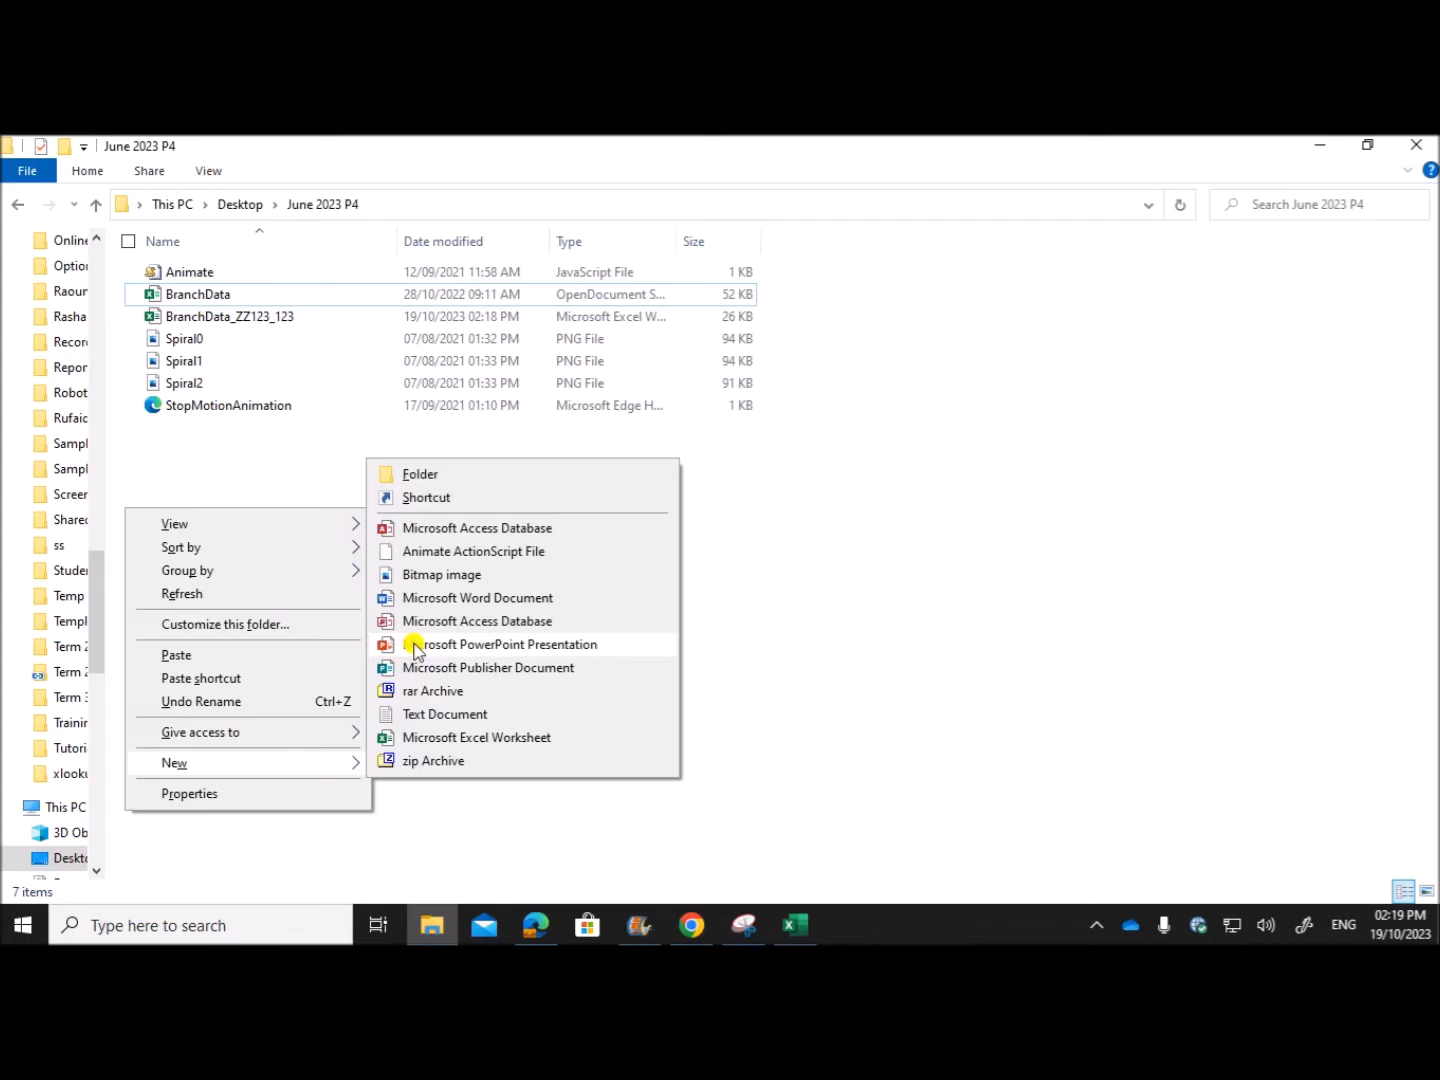 June 2023 P4
File Home Share View
This PC Desktop June 2023 P4 Search June 2023 P4
Name Date modified Type Size
Animate 12/09/2021 11:58 AM JavaScript File 1 KB
BranchData 28/10/2022 09:11 AM OpenDocument S... 52 KB
BranchData_ZZ123_123 19/10/2023 02:18 PM Microsoft Excel W... 26 KB
Spiral0 07/08/2021 01:32 PM PNG File 94 KB
Spiral1 07/08/2021 01:33 PM PNG File 94 KB
Spiral2 07/08/2021 01:33 PM PNG File 91 KB
StopMotionAnimation 17/09/2021 01:10 PM Microsoft Edge H... 1 KB
Online
Optio
Raour
Rasha
Recor
Repor
Robot
Rufaic
Sampl
Sampl
Screer
Shared
ss
Stude
Temp
Templ
Term 2
Term 2
Term 3
Trainir
Tutori
xlooku
This PC
3D Ob
Deskto
View
Sort by
Group by
Refresh
Customize this folder...
Paste
Paste shortcut
Undo Rename Ctrl+Z
Give access to
New
Properties
Folder
Shortcut
Microsoft Access Database
Animate ActionScript File
Bitmap image
Microsoft Word Document
Microsoft Access Database
rosoft PowerPoint Presentation
Microsoft Publisher Document
rar Archive
Text Document
Microsoft Excel Worksheet
zip Archive
7 items
Type here to search
ENG
02:19 PM
19/10/2023